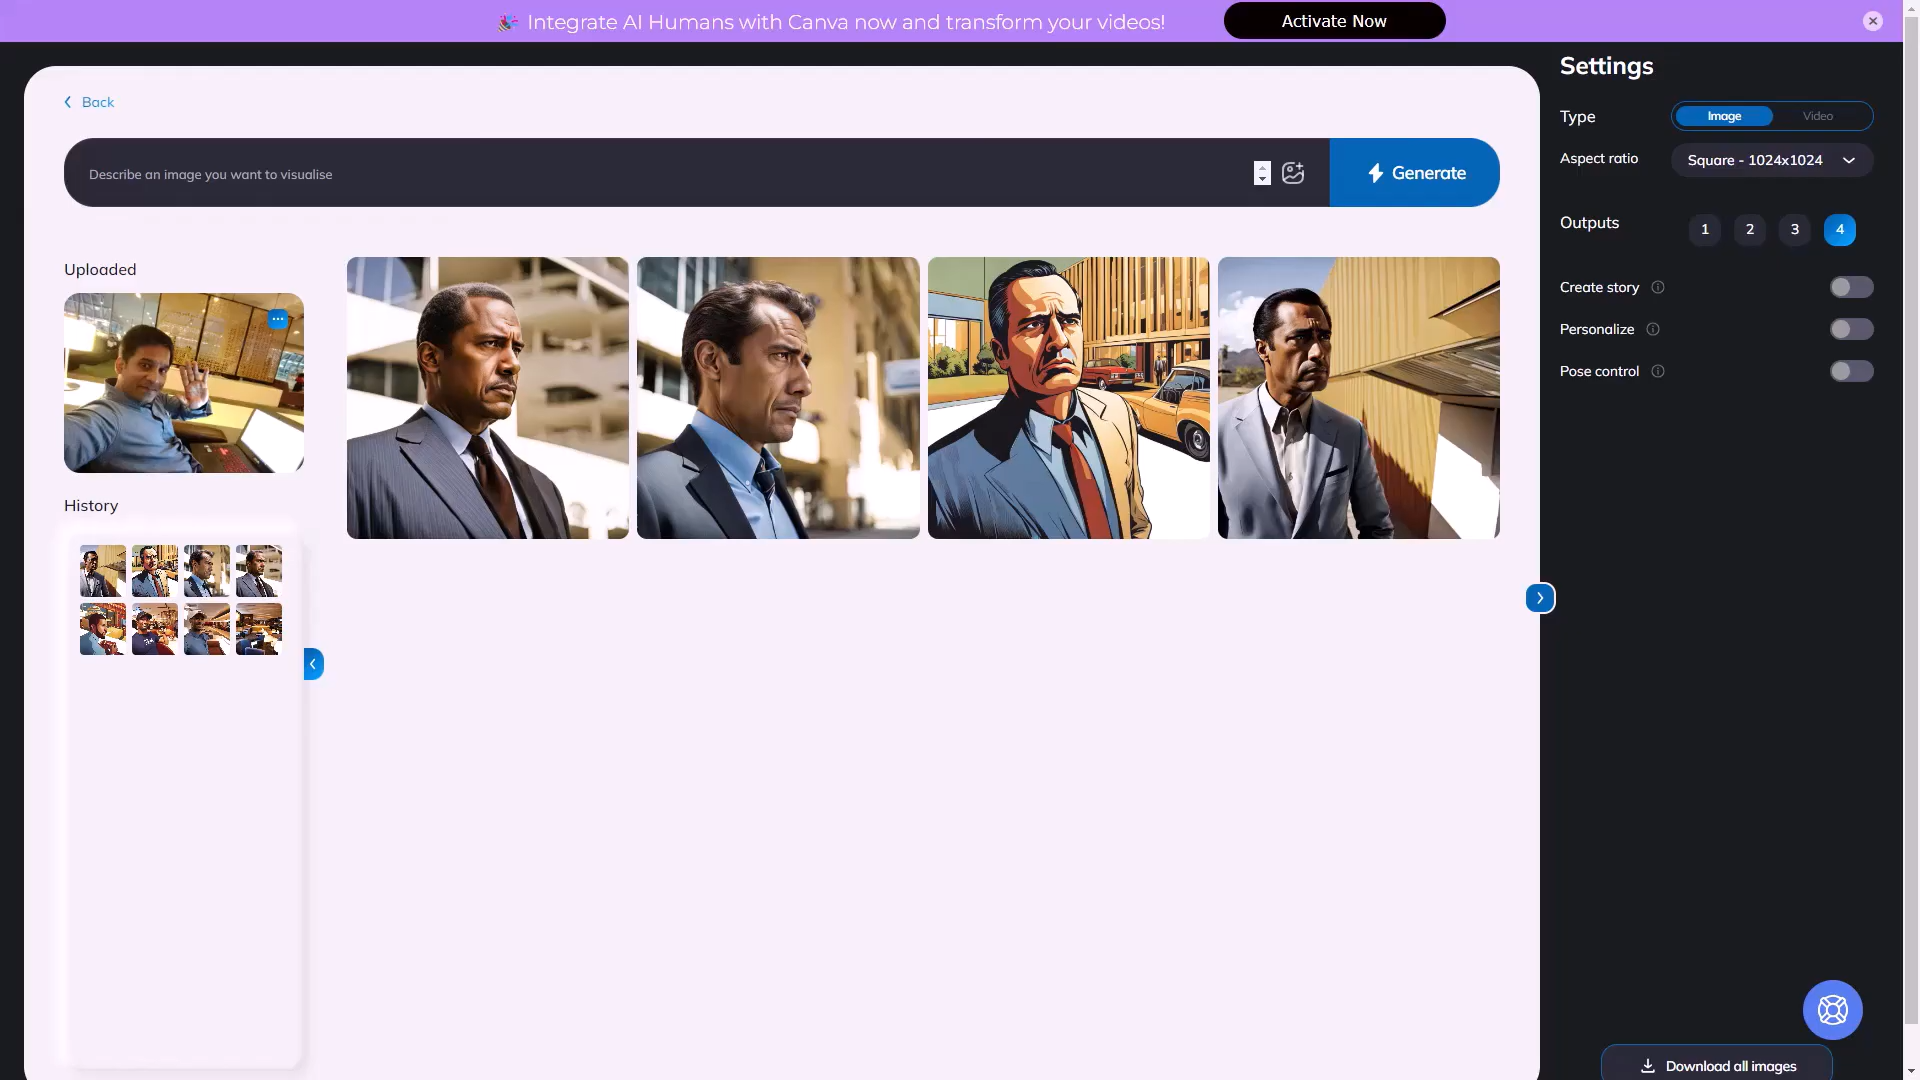 Integrate AI Humans with Canva now and transform your videos!
Activate Now
Settings
Back
Type
Image
Video
Describe an image you want to visualise
Generate
Aspect ratio
Square - 1024x1024
Outputs
1
2
3
4
Uploaded
Create story
Personalize
Pose control
History
Download all images